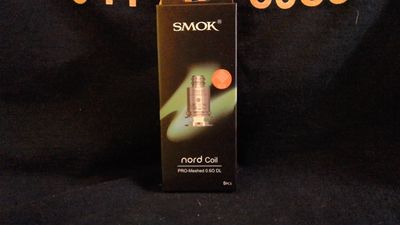 SMOK®
nord Coil
PRO-Meshed 0.6Ω DL
5PCS